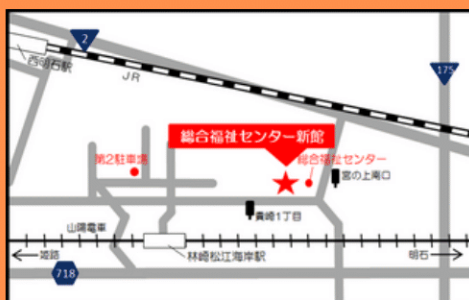 2
西明石駅
JR
175
総合福祉センター新館
第2駐車場
総合福祉センター
宮の上南口
貴崎1丁目
山陽電車
姫路
林崎松江海岸駅
明石
718